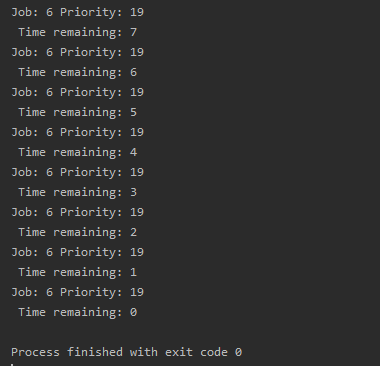 Job: 6 Priority: 19
 Time remaining: 7
Job: 6 Priority: 19
 Time remaining: 6
Job: 6 Priority: 19
 Time remaining: 5
Job: 6 Priority: 19
 Time remaining: 4
Job: 6 Priority: 19
 Time remaining: 3
Job: 6 Priority: 19
 Time remaining: 2
Job: 6 Priority: 19
 Time remaining: 1
Job: 6 Priority: 19
 Time remaining: 0

Process finished with exit code 0